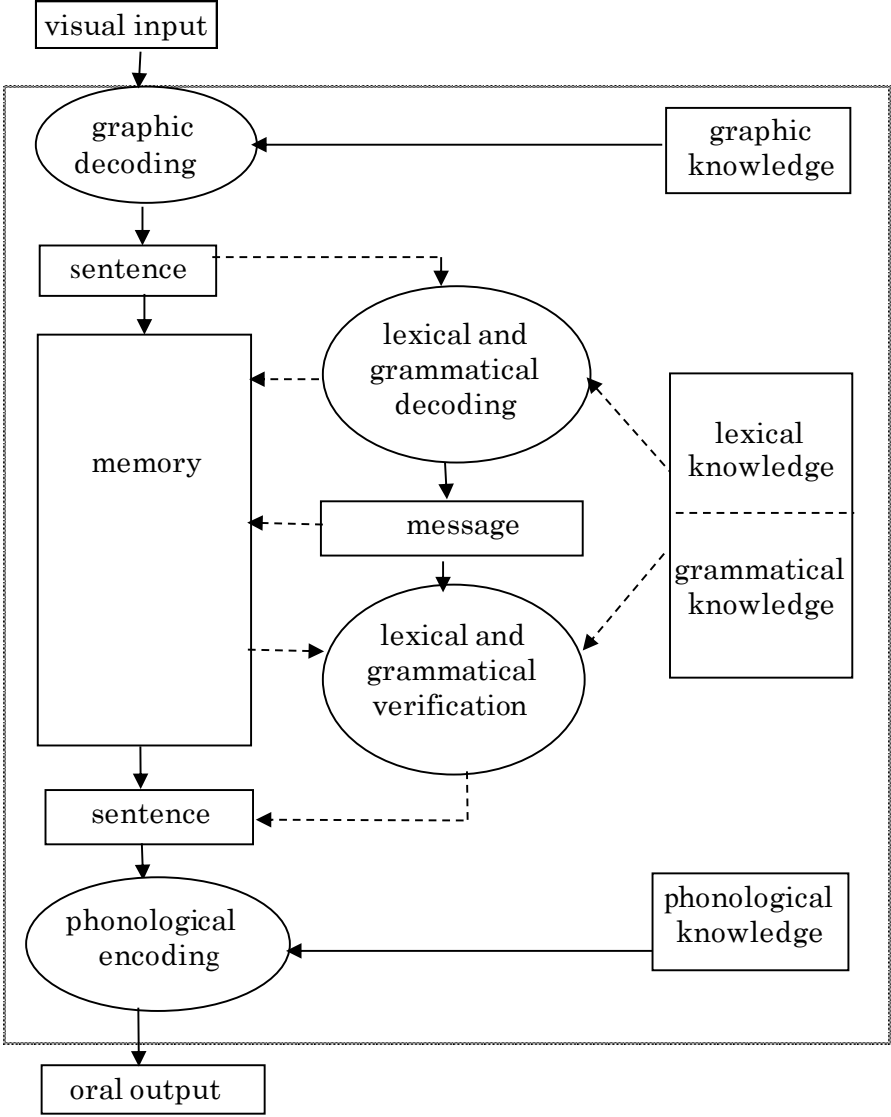 visual input
graphic
decoding
graphic
knowledge
sentence
lexical and
grammatical
decoding
memory
lexical
knowledge
message
grammatical
knowledge
lexical and
grammatical
verification
sentence
phonological
encoding
phonological
knowledge
oral output